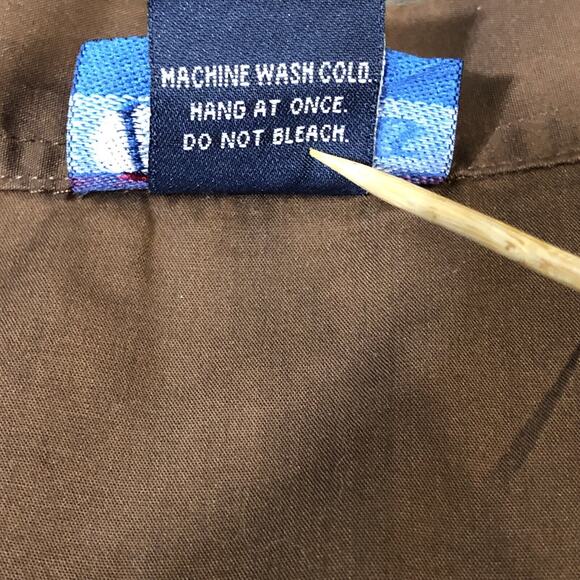 MACHINE WASH COLD.
HANG AT ONCE.
DO NOT BLEACH.